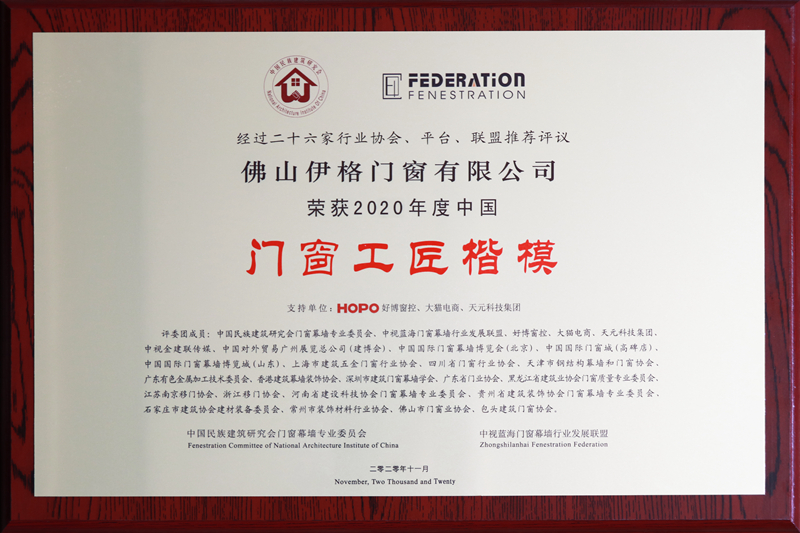 中国民族建筑研究会
National Architecture Institute Of China
FEDERATiON
FENESTRATION
经过二十六家行业协会、平台、联盟推荐评议
佛山伊格门窗有限公司
荣获2020年度中国
门窗工匠楷模
支持单位：HOPO好博窗控、大猫电商、天元科技集团
评委团成员：中国民族建筑研究会门窗幕墙专业委员会、中视蓝海门窗幕墙行业发展联盟、好博窗控、大猫电商、天元科技集团、
中视金建联传媒、中国对外贸易广州展览总公司(建博会)、中国国际门窗幕墙博览会(北京)、中国国际门窗城(高碑店)、
中国国际门窗幕墙博览城(山东)、上海市建筑五金门窗行业协会、四川省门窗行业协会、天津市钢结构幕墙和门窗协会、
广东有色金属加工技术委员会、香港建筑幕墙装饰协会、深圳市建筑门窗幕墙学会、广东省门业协会、黑龙江省建筑业协会门窗质量专业委员会、
江苏南京移门协会、浙江移门协会、河南省建设科技协会门窗幕墙专业委员会、贵州省建筑装饰协会门窗幕墙专业委员会、
石家庄市建筑协会建材装备委员会、常州市装饰材料行业协会、佛山市门窗业协会、包头建筑门窗协会。
中国民族建筑研究会门窗幕墙专业委员会
Fenestration Committee of National Architecture Institute of China
中视蓝海门窗幕墙行业发展联盟
Zhongshilanhai Fenestration Federation
二零二零年十一月
November, Two Thousand and Twenty